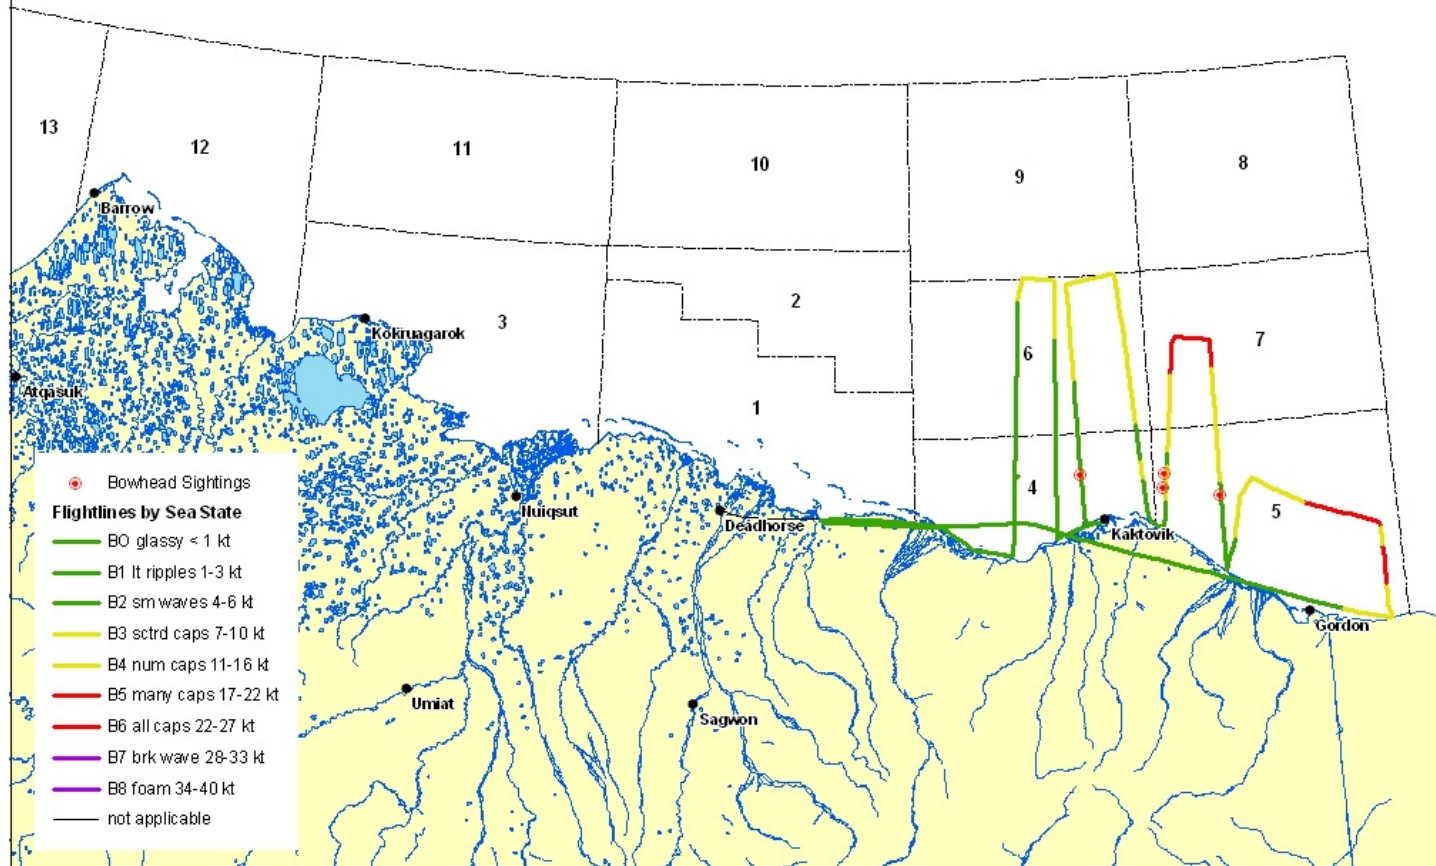 13
12
11
10
9
8
Barrow
3
2
Kokruagarok
6
7
Atqasuk
1
4
5
Nuiqsut
Deadhorse
Kaktovik
Gordon
Umiat
Sagwon
Bowhead Sightings
Flightlines by Sea State
B0 glassy < 1 kt
B1 lt ripples 1-3 kt
B2 sm waves 4-6 kt
B3 sctrd caps 7-10 kt
B4 num caps 11-16 kt
B5 many caps 17-22 kt
B6 all caps 22-27 kt
B7 brk wave 28-33 kt
B8 foam 34-40 kt
not applicable